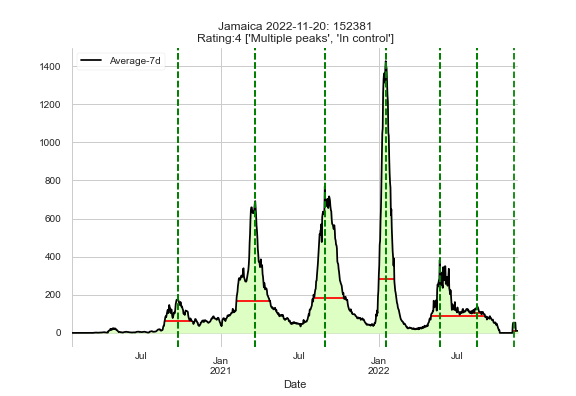 Jamaica 2022-11-20: 152381
Rating:4 ['Multiple peaks', 'In control']
Average-7d
1400
1200
1000
800
600
400
200
0
Jul
Jan
2021
Jul
Jan
2022
Jul
Date